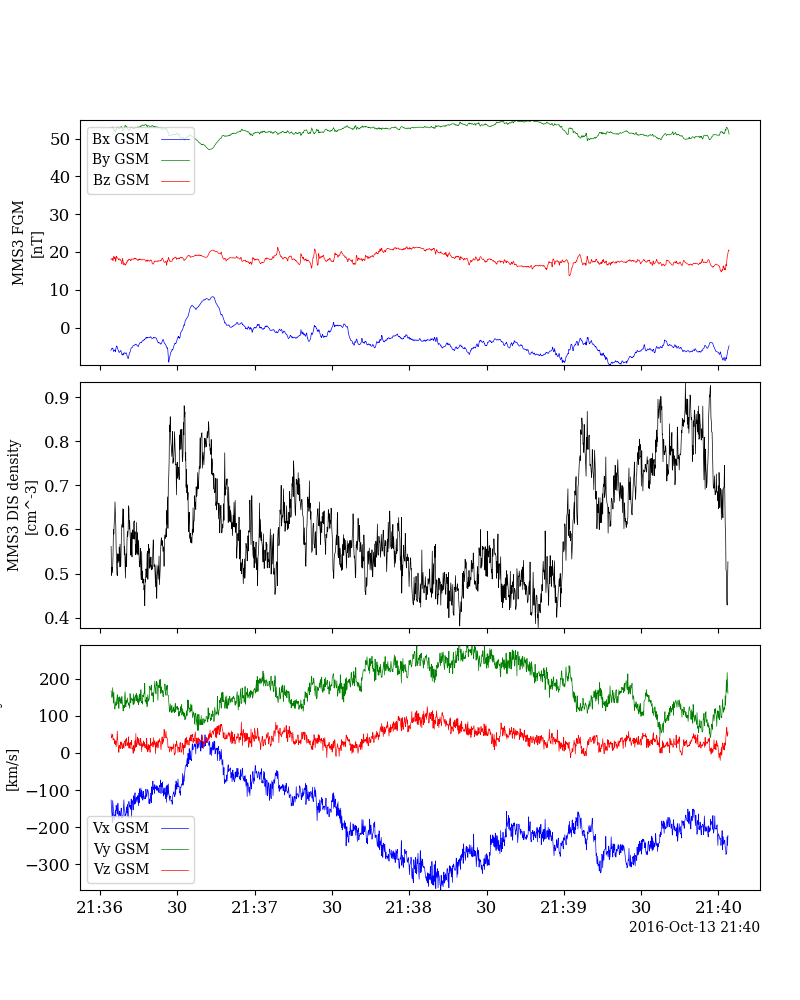 50
40
30
20
10
0
MMS3 FGM
[nT]
Bx GSM
By GSM
Bz GSM
0.9
0.8
0.7
0.6
0.5
0.4
MMS3 DIS density
[cm^-3]
200
100
0
−100
−200
−300
[km/s]
Vx GSM
Vy GSM
Vz GSM
21:36 30 21:37 30 21:38 30 21:39 30 21:40
2016-Oct-13 21:40